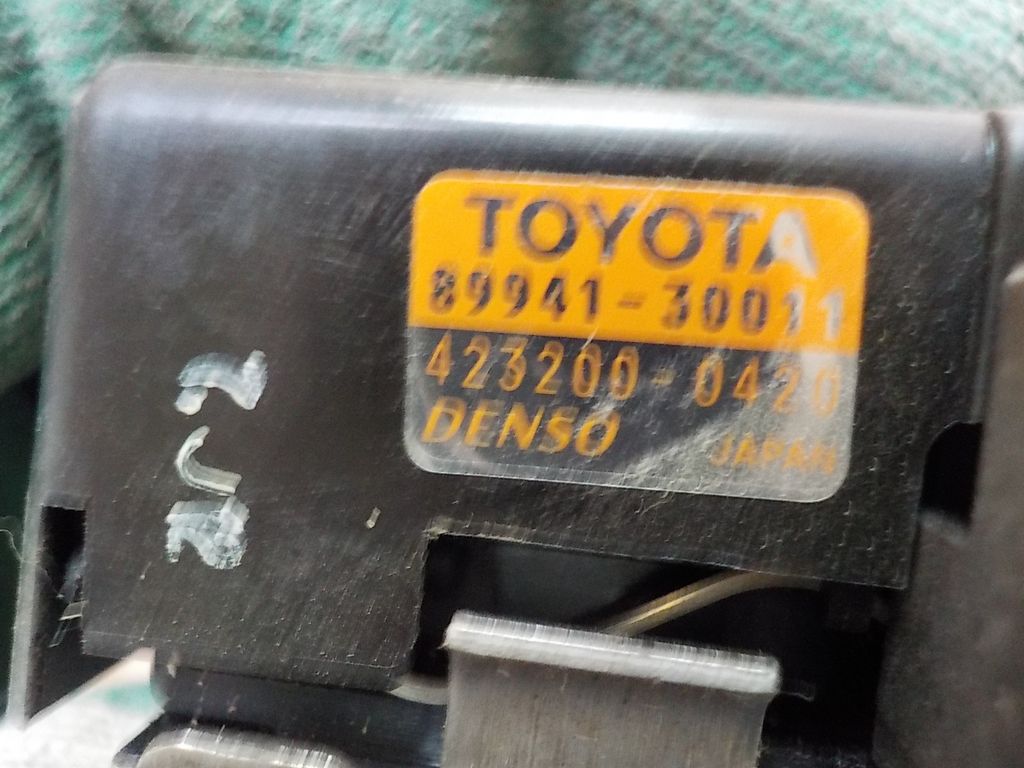 TOYOTA
89941-30011
423200-0420
DENSO JAPAN